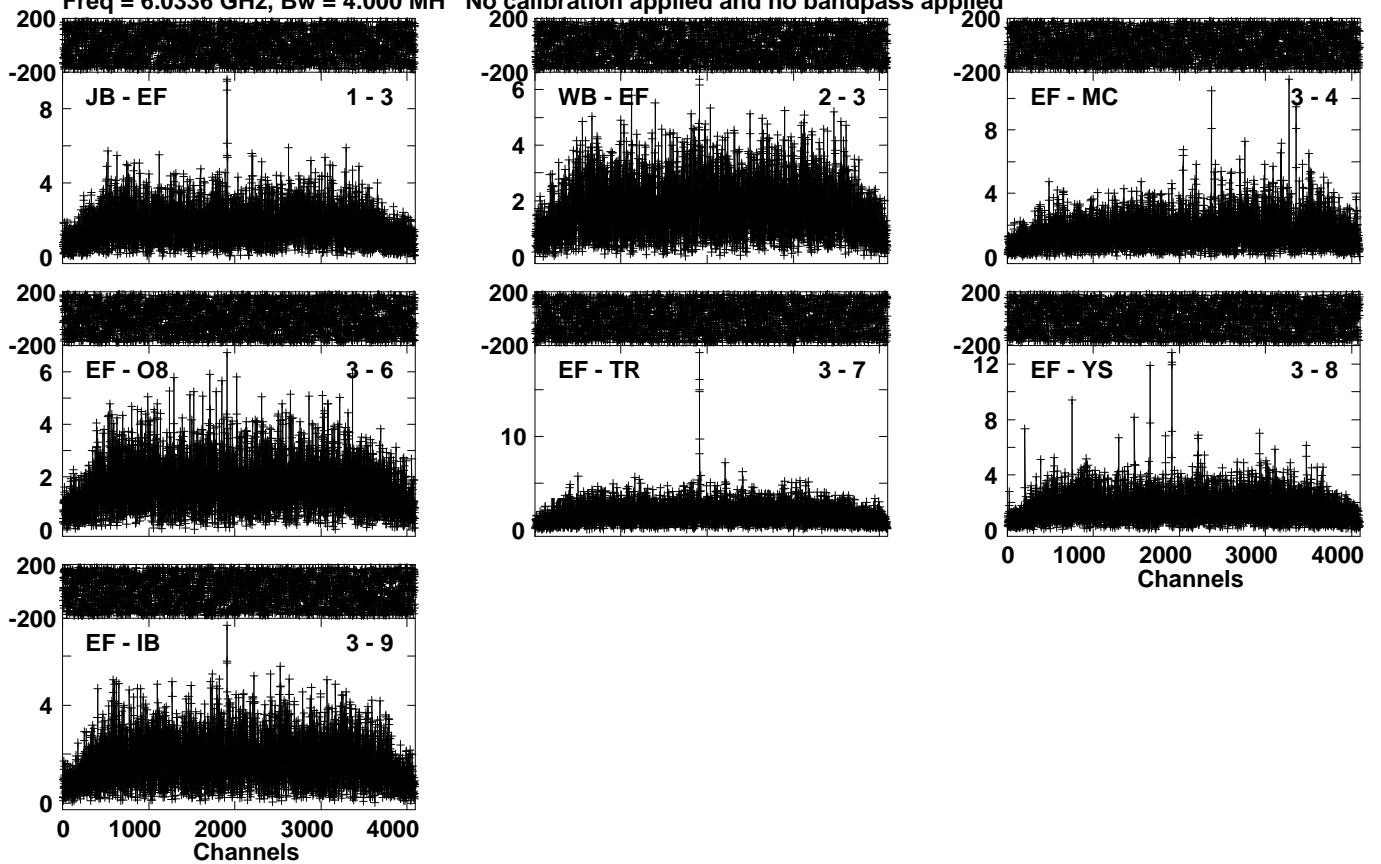 Freq = 6.0336 GHz, Bw = 4.000 MH No calibration applied and no bandpass applied
200 200 200
-200 -200 -200
JB - EF 1 - 3 WB - EF 2 - 3 EF - MC 3 - 4
8 6 8
4 4 4
2
0 0 0
200 200 200
-200 -200 -200
EF - O8 3 - 6 EF - TR 3 - 7 EF - YS 3 - 8
6 10 12
4 8
2 4
0 0 0
0 1000 2000 3000 4000
Channels
200
-200
EF - IB 3 - 9
4
0
0 1000 2000 3000 4000
Channels